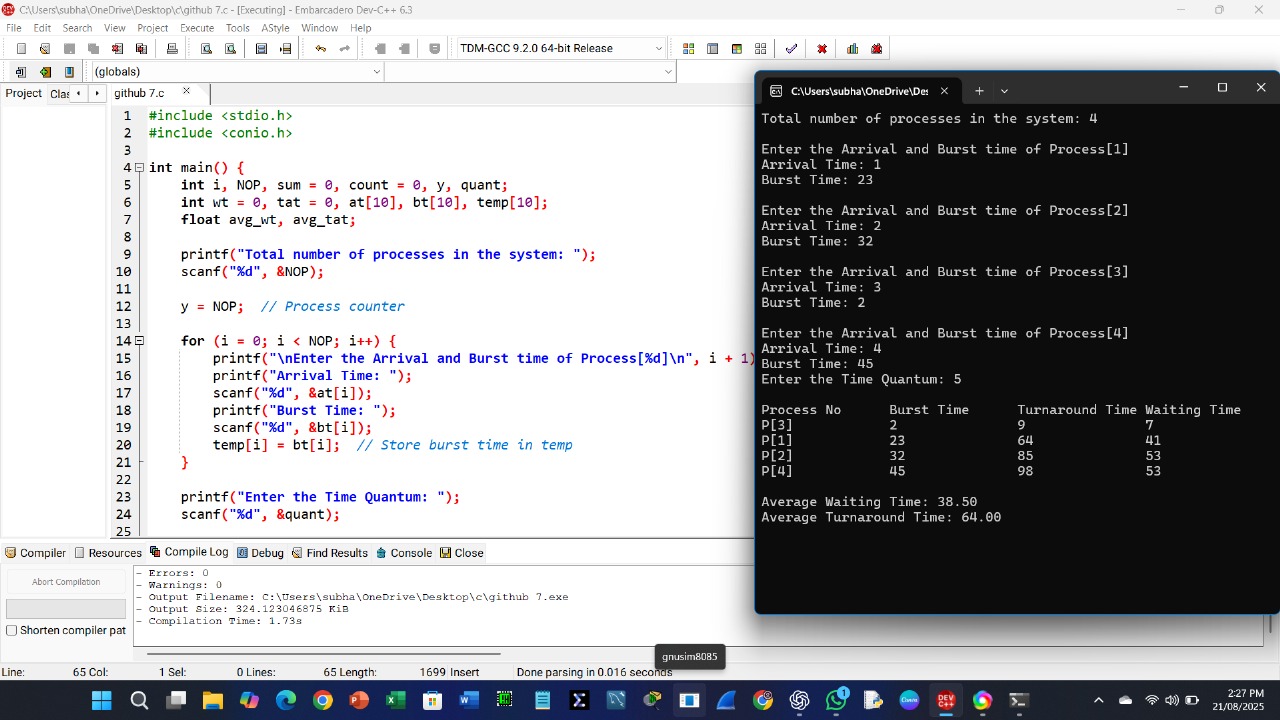 C:\Users\subha\OneDrive\Desktop\c\github 7.c - [Executing] - Embarcadero Dev-C++ 6.3
File Edit Search View Project Execute Tools AStyle Window Help
TDM-GCC 9.2.0 64-bit Release
(globals)
Project Clas github 7.c
1 #include <stdio.h>
2 #include <conio.h>
3
4 int main() {
5 int i, NOP, sum = 0, count = 0, y, quant;
6 int wt = 0, tat = 0, at[10], bt[10], temp[10];
7 float avg_wt, avg_tat;
8
9 printf("Total number of processes in the system: ");
10 scanf("%d", &NOP);
11
12 y = NOP; // Process counter
13
14 for (i = 0; i < NOP; i++) {
15 printf("\nEnter the Arrival and Burst time of Process[%d]\n", i + 1)
16 printf("Arrival Time: ");
17 scanf("%d", &at[i]);
18 printf("Burst Time: ");
19 scanf("%d", &bt[i]);
20 temp[i] = bt[i]; // Store burst time in temp
21 }
22
23 printf("Enter the Time Quantum: ");
24 scanf("%d", &quant);
25
C:\Users\subha\OneDrive\Des
Total number of processes in the system: 4
Enter the Arrival and Burst time of Process[1]
Arrival Time: 1
Burst Time: 23
Enter the Arrival and Burst time of Process[2]
Arrival Time: 2
Burst Time: 32
Enter the Arrival and Burst time of Process[3]
Arrival Time: 3
Burst Time: 2
Enter the Arrival and Burst time of Process[4]
Arrival Time: 4
Burst Time: 45
Enter the Time Quantum: 5
Process No Burst Time Turnaround Time Waiting Time
P[3] 2 9 7
P[1] 23 64 41
P[2] 32 85 53
P[4] 45 98 53
Average Waiting Time: 38.50
Average Turnaround Time: 64.00
Compiler Resources Compile Log Debug Find Results Console Close
Abort Compilation
Shorten compiler pat
- Errors: 0
- Warnings: 0
- Output Filename: C:\Users\subha\OneDrive\Desktop\c\github 7.exe
- Output Size: 324.123046875 KiB
- Compilation Time: 1.73s
gnusim8085
Line: 65 Col: 1 Sel: 0 Lines: 65 Length: 1699 Insert Done parsing in 0.016 seconds
DEV C++
1
2:27 PM
21/08/2025